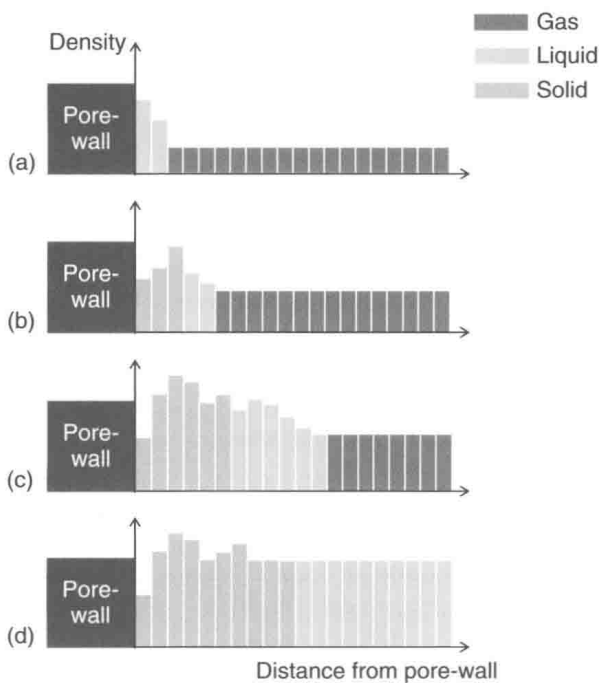 Density
Gas
Liquid
Solid
Pore-
wall
(a)
Pore-
wall
(b)
Pore-
wall
(c)
Pore-
wall
(d)
Distance from pore-wall